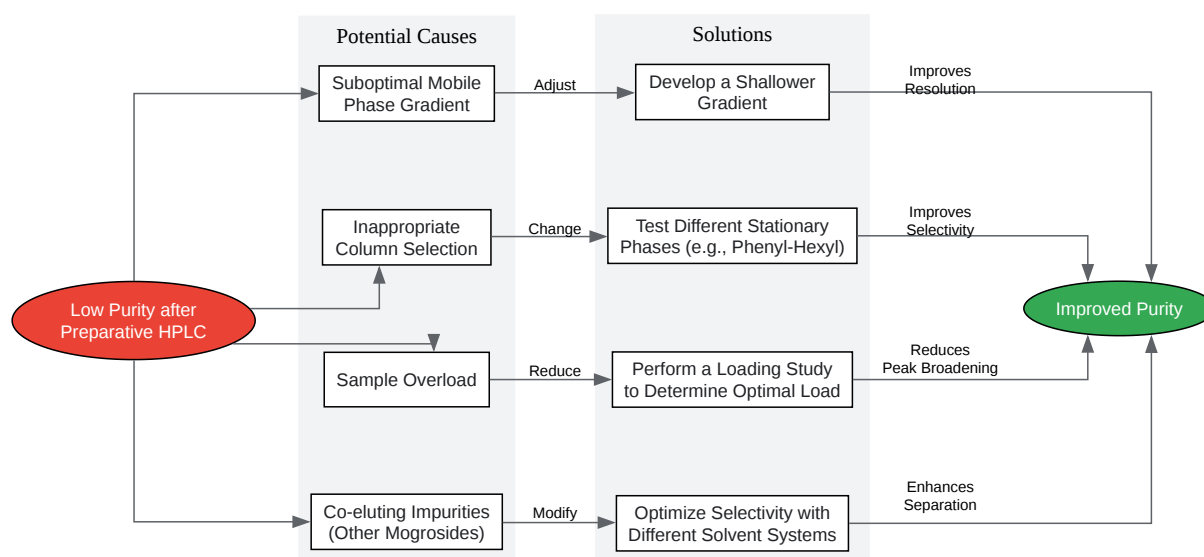 Potential Causes
Solutions
Suboptimal Mobile
Phase Gradient
Adjust
Develop a Shallower
Gradient
Improves
Resolution
Inappropriate
Column Selection
Change
Test Different Stationary
Phases (e.g., Phenyl-Hexyl)
Improves
Selectivity
Low Purity after
Preparative HPLC
Improved Purity
Sample Overload
Reduce
Perform a Loading Study
to Determine Optimal Load
Reduces
Peak Broadening
Co-eluting Impurities
(Other Mogrosides)
Modify
Optimize Selectivity with
Different Solvent Systems
Enhances
Separation